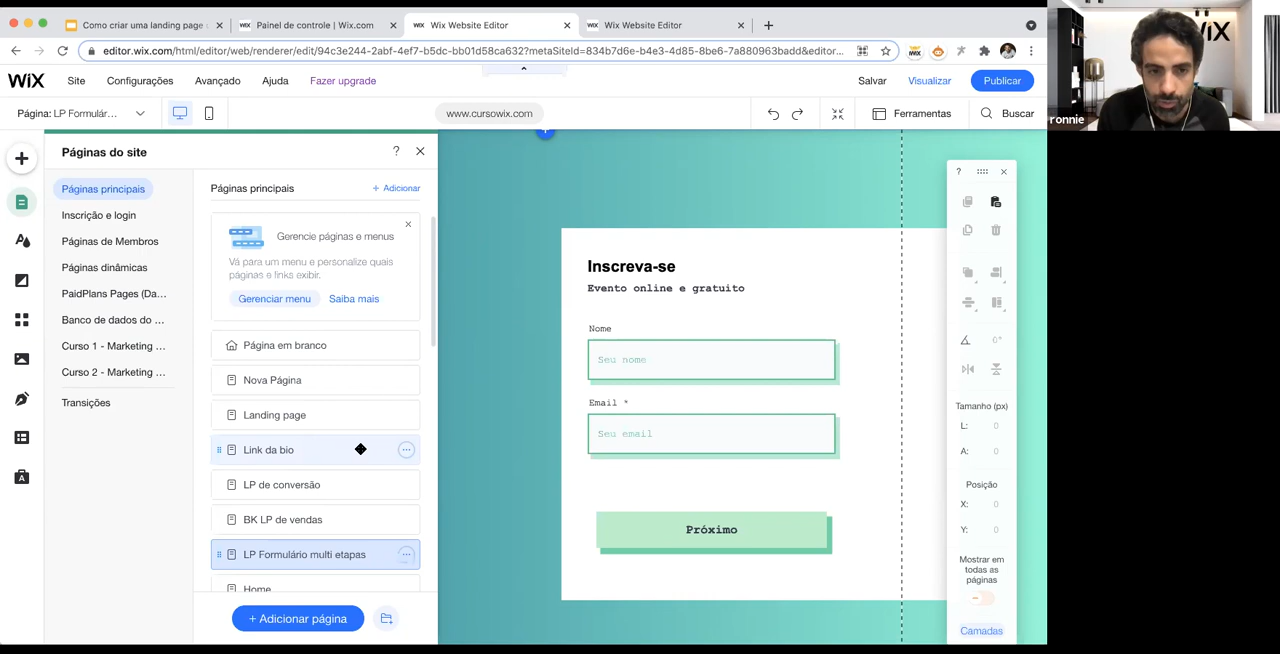 Como criar uma landing page
Painel de controle | Wix.com
Wix Website Editor
Wix Website Editor
editor.wix.com/html/editor/web/renderer/edit/94c3e244-2abf-4ef7-b5dc-bb01d58ca632?metaSiteId=834b7d6e-b4e3-4d85-8be6-7a880963badd&editor...
WiX
Site
Configurações
Avançado
Ajuda
Fazer upgrade
Salvar
Visualizar
Publicar
Página: LP Formulár...
www.cursowix.com
Ferramentas
Buscar
ronnie
WiX
Páginas do site
?
Páginas principais
Inscrição e login
Páginas de Membros
Páginas dinâmicas
PaidPlans Pages (Da...
Banco de dados do ...
Curso 1 - Marketing ...
Curso 2 - Marketing ...
Transições
Páginas principais
+ Adicionar
Gerencie páginas e menus
Vá para um menu e personalize quais
páginas e links exibir.
Gerenciar menu
Saiba mais
Página em branco
Nova Página
Landing page
Link da bio
LP de conversão
BK LP de vendas
LP Formulário multi etapas
Home
+ Adicionar página
Inscreva-se
Evento online e gratuito
Nome
Seu nome
Email *
Seu email
Próximo
?
0°
Tamanho (px)
L: 0
A: 0
Posição
X: 0
Y: 0
Mostrar em
todas as
páginas
Camadas